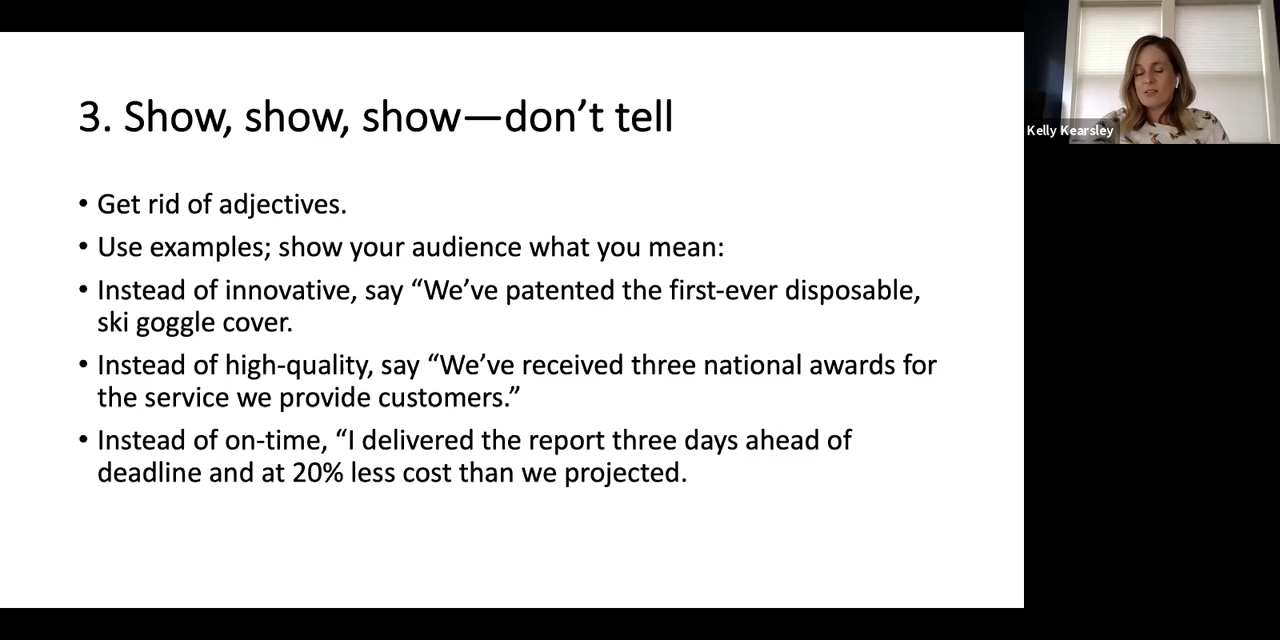 3. Show, show, show—don’t tell
• Get rid of adjectives.
• Use examples; show your audience what you mean:
• Instead of innovative, say “We’ve patented the first-ever disposable,
ski goggle cover.
• Instead of high-quality, say “We’ve received three national awards for
the service we provide customers.”
• Instead of on-time, “I delivered the report three days ahead of
deadline and at 20% less cost than we projected.
Kelly Kearsley